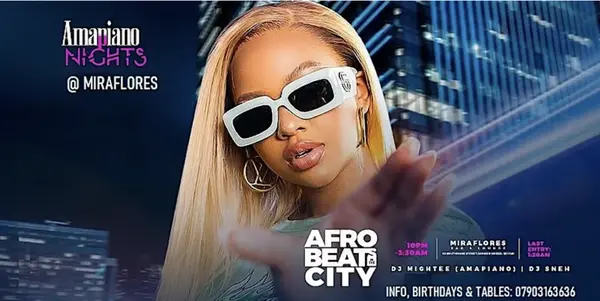 Amapiano
NIGHTS
@ MIRAFLORES
AFRO
BEAT
CITY
10PM
-3:30AM
MIRAFLORES
BAR & LOUNGE
LAST
ENTRY:
1:30AM
DJ MIGHTEE (AMAPIANO) | DJ SNEH
INFO, BIRTHDAYS & TABLES: 07903163636